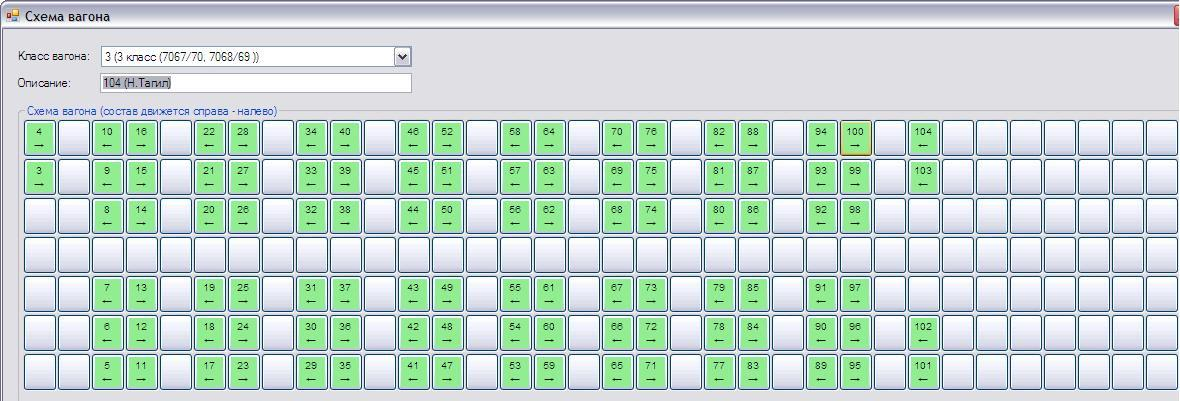 Схема вагона
Класс вагона: 3 (3 класс (7067/70, 7068/69 ))
Описание: 104 (Н.Тагил)
Схема вагона (состав движется справа - налево)
4 10 16 22 28 34 40 46 52 58 64 70 76 82 88 94 100 104
→ ← → ← → ← → ← → ← → ← → ← → ← → ←
3 9 15 21 27 33 39 45 51 57 63 69 75 81 87 93 99 103
→ ← → ← → ← → ← → ← → ← → ← → ← → ←
8 14 20 26 32 38 44 50 56 62 68 74 80 86 92 98
← → ← → ← → ← → ← → ← → ← → ← →
7 13 19 25 31 37 43 49 55 61 67 73 79 85 91 97
← → ← → ← → ← → ← → ← → ← → ← →
6 12 18 24 30 36 42 48 54 60 66 72 78 84 90 96 102
← → ← → ← → ← → ← → ← → ← → ← → ←
5 11 17 23 29 35 41 47 53 59 65 71 77 83 89 95 101
← → ← → ← → ← → ← → ← → ← → ← → ←